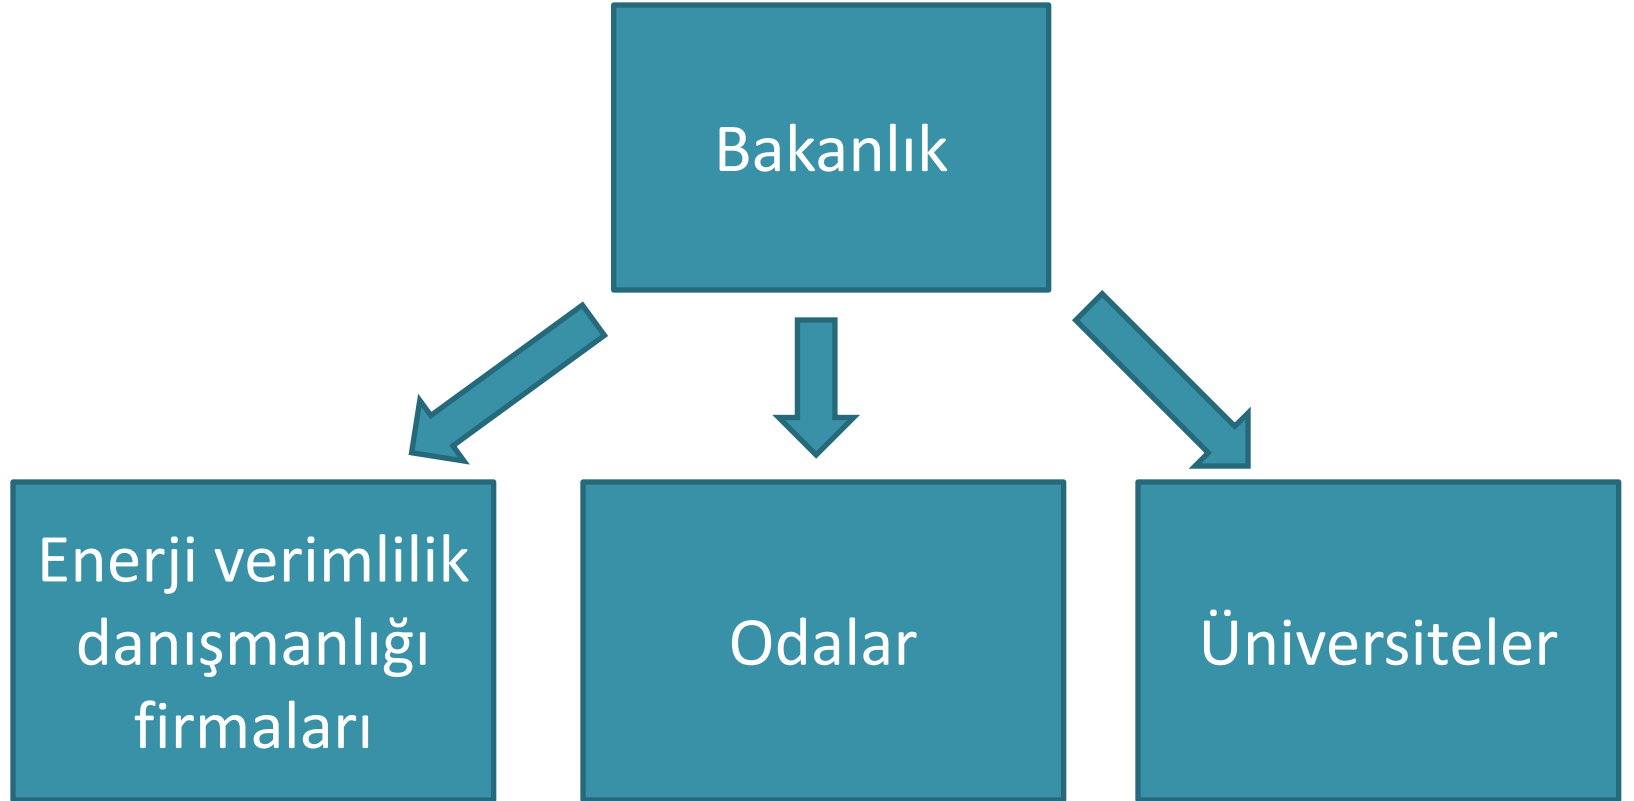 Bakanlık
Enerji verimlilik
danışmanlığı
firmaları
Odalar
Üniversiteler